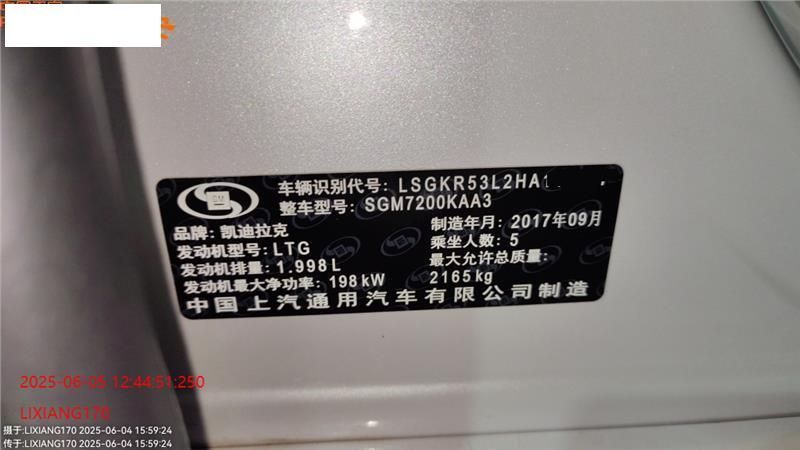 智
车辆识别代号: LSGKR53L2HA1
整车型号: SGM7200KAA3
品牌: 凯迪拉克
制造年月: 2017年09月
发动机型号: LTG
乘坐人数: 5
发动机排量: 1.998L
最大允许总质量:
发动机最大净功率: 198kW
2165kg
中国上汽通用汽车有限公司制造
2025-06-05 12:44:51:250
LIXIANG170
摄于:LIXIANG170 2025-06-04 15:59:24
传于:LIXIANG170 2025-06-04 15:59:24